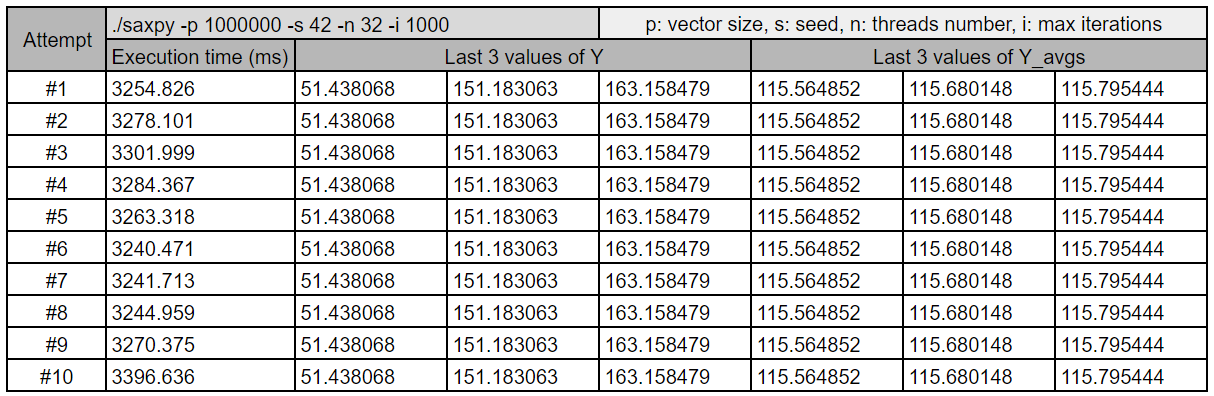 Attempt ./saxpy -p 1000000 -s 42 -n 32 -i 1000 p: vector size, s: seed, n: threads number, i: max iterations
Execution time (ms) Last 3 values of Y Last 3 values of Y_avgs
#1 3254.826 51.438068 151.183063 163.158479 115.564852 115.680148 115.795444
#2 3278.101 51.438068 151.183063 163.158479 115.564852 115.680148 115.795444
#3 3301.999 51.438068 151.183063 163.158479 115.564852 115.680148 115.795444
#4 3284.367 51.438068 151.183063 163.158479 115.564852 115.680148 115.795444
#5 3263.318 51.438068 151.183063 163.158479 115.564852 115.680148 115.795444
#6 3240.471 51.438068 151.183063 163.158479 115.564852 115.680148 115.795444
#7 3241.713 51.438068 151.183063 163.158479 115.564852 115.680148 115.795444
#8 3244.959 51.438068 151.183063 163.158479 115.564852 115.680148 115.795444
#9 3270.375 51.438068 151.183063 163.158479 115.564852 115.680148 115.795444
#10 3396.636 51.438068 151.183063 163.158479 115.564852 115.680148 115.795444